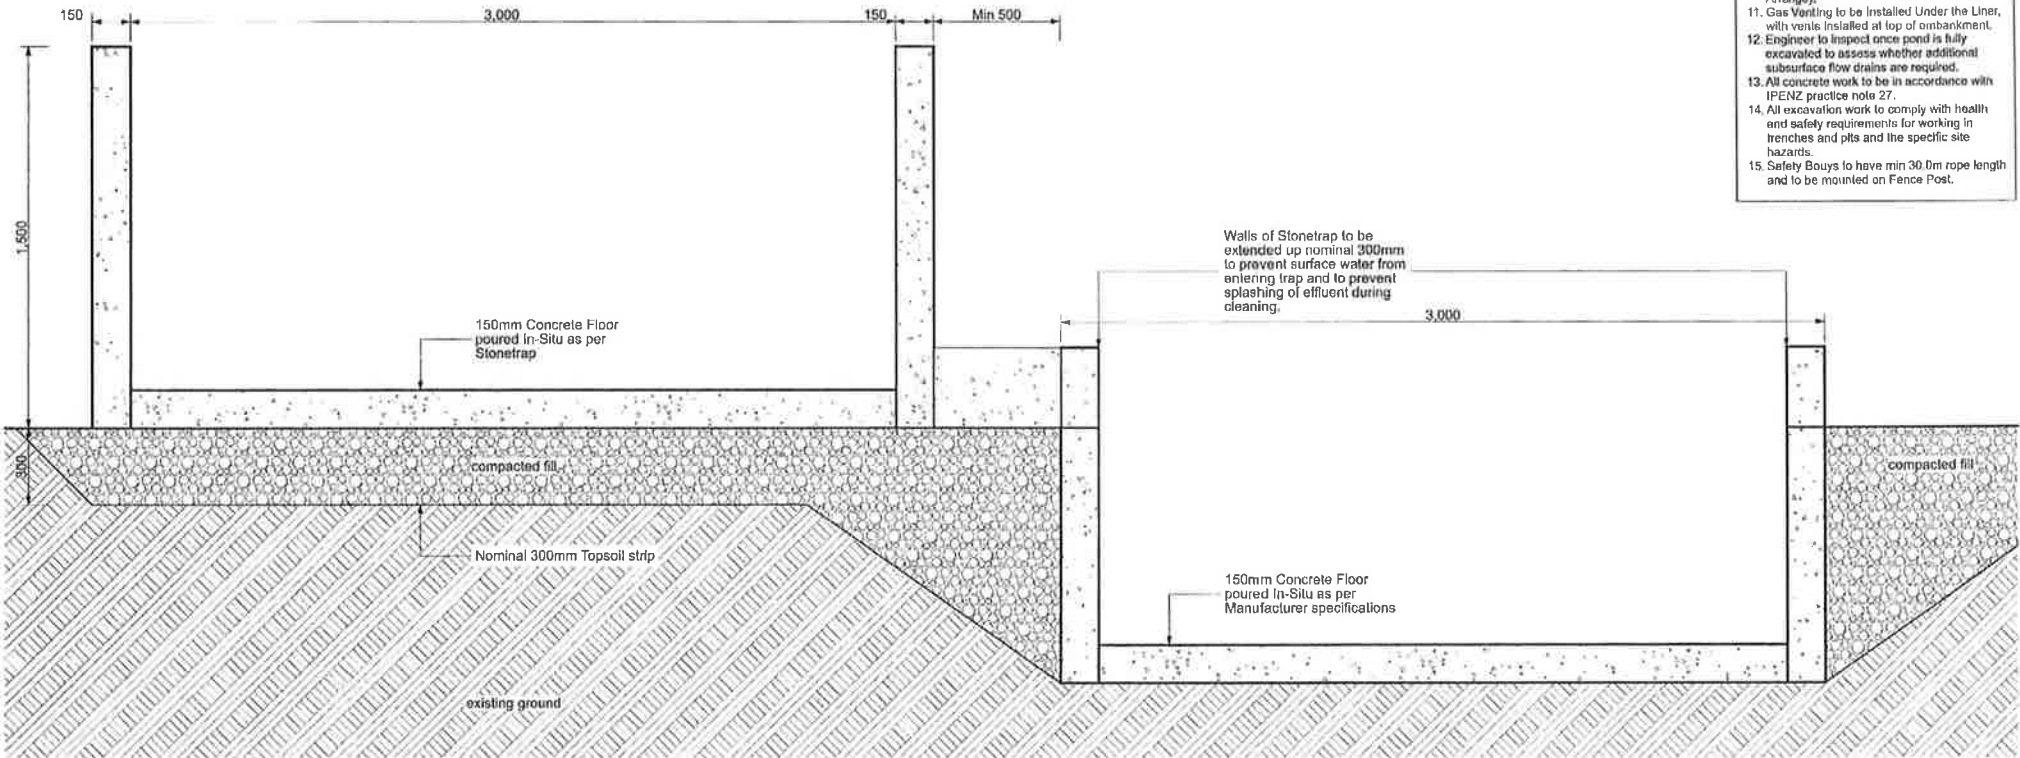 150
3,000
150
Min 500
11. Gas Venting to be Installed Under the Liner,
with vents installed at top of embankment.
12. Engineer to inspect once pond is fully
excavated to assess whether additional
subsurface flow drains are required.
13. All concrete work to be in accordance with
IPENZ practice note 27.
14. All excavation work to comply with health
and safety requirements for working in
trenches and pits and the specific site
hazards.
15. Safety Bouys to have min 30.0m rope length
and to be mounted on Fence Post.
1,500
Walls of Stonetrap to be
extended up nominal 300mm
to prevent surface water from
entering trap and to prevent
splashing of effluent during
cleaning.
3,000
150mm Concrete Floor
poured In-Situ as per
Stonetrap
300
compacted fill
compacted fill
Nominal 300mm Topsoil strip
150mm Concrete Floor
poured In-Situ as per
Manufacturer specifications
existing ground